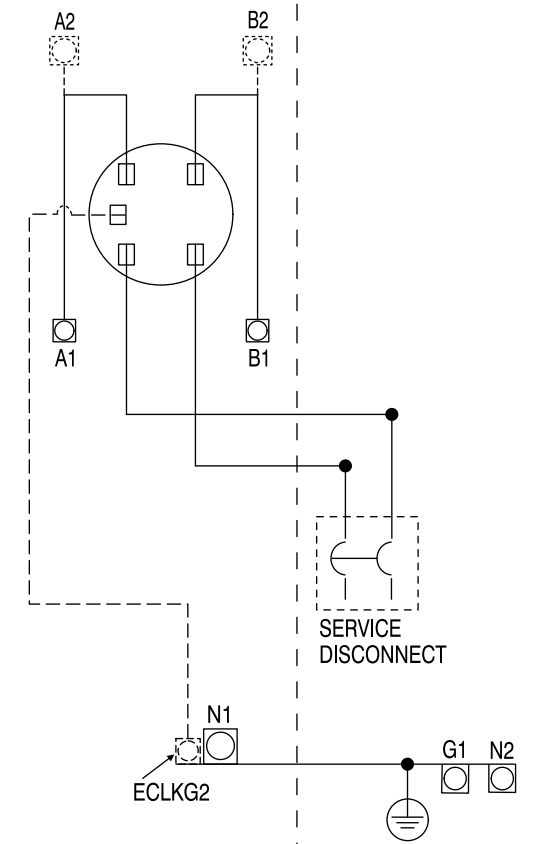 A2
B2
A1
B1
SERVICE
DISCONNECT
N1
G1
N2
ECLKG2